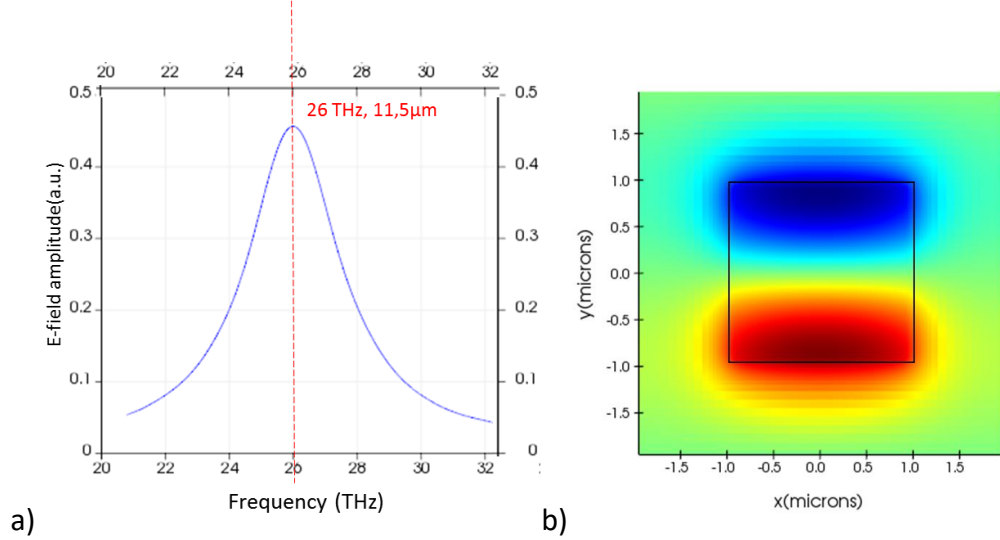 20 22 24 26 28 30 32
0.5 0.5
26 THz, 11,5µm
0.4 0.4
0.3 0.3
0.2 0.2
0.1 0.1
0 0
20 22 24 26 28 30 32
E-field amplitude(a.u.)
Frequency (THz)
a)
1.5
1.0
0.5
0.0
-0.5
-1.0
-1.5
y(microns)
-1.5 -1.0 -0.5 0.0 0.5 1.0 1.5
x(microns)
b)